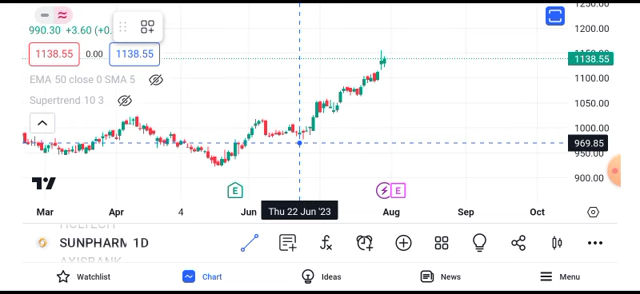 1250.00
990.30 +3.60 (+0.
1200.00
1138.55 0.00 1138.55
1138.55
EMA 50 close 0 SMA 5
1100.00
Supertrend 10 3
1050.00
1000.00
969.85
950.00
900.00
E
E
Mar Apr 4 Jun Thu 22 Jun '23 Aug Sep Oct
HCLTECH
SUNPHARM 1D
AXISBANK
Watchlist Chart Ideas News Menu